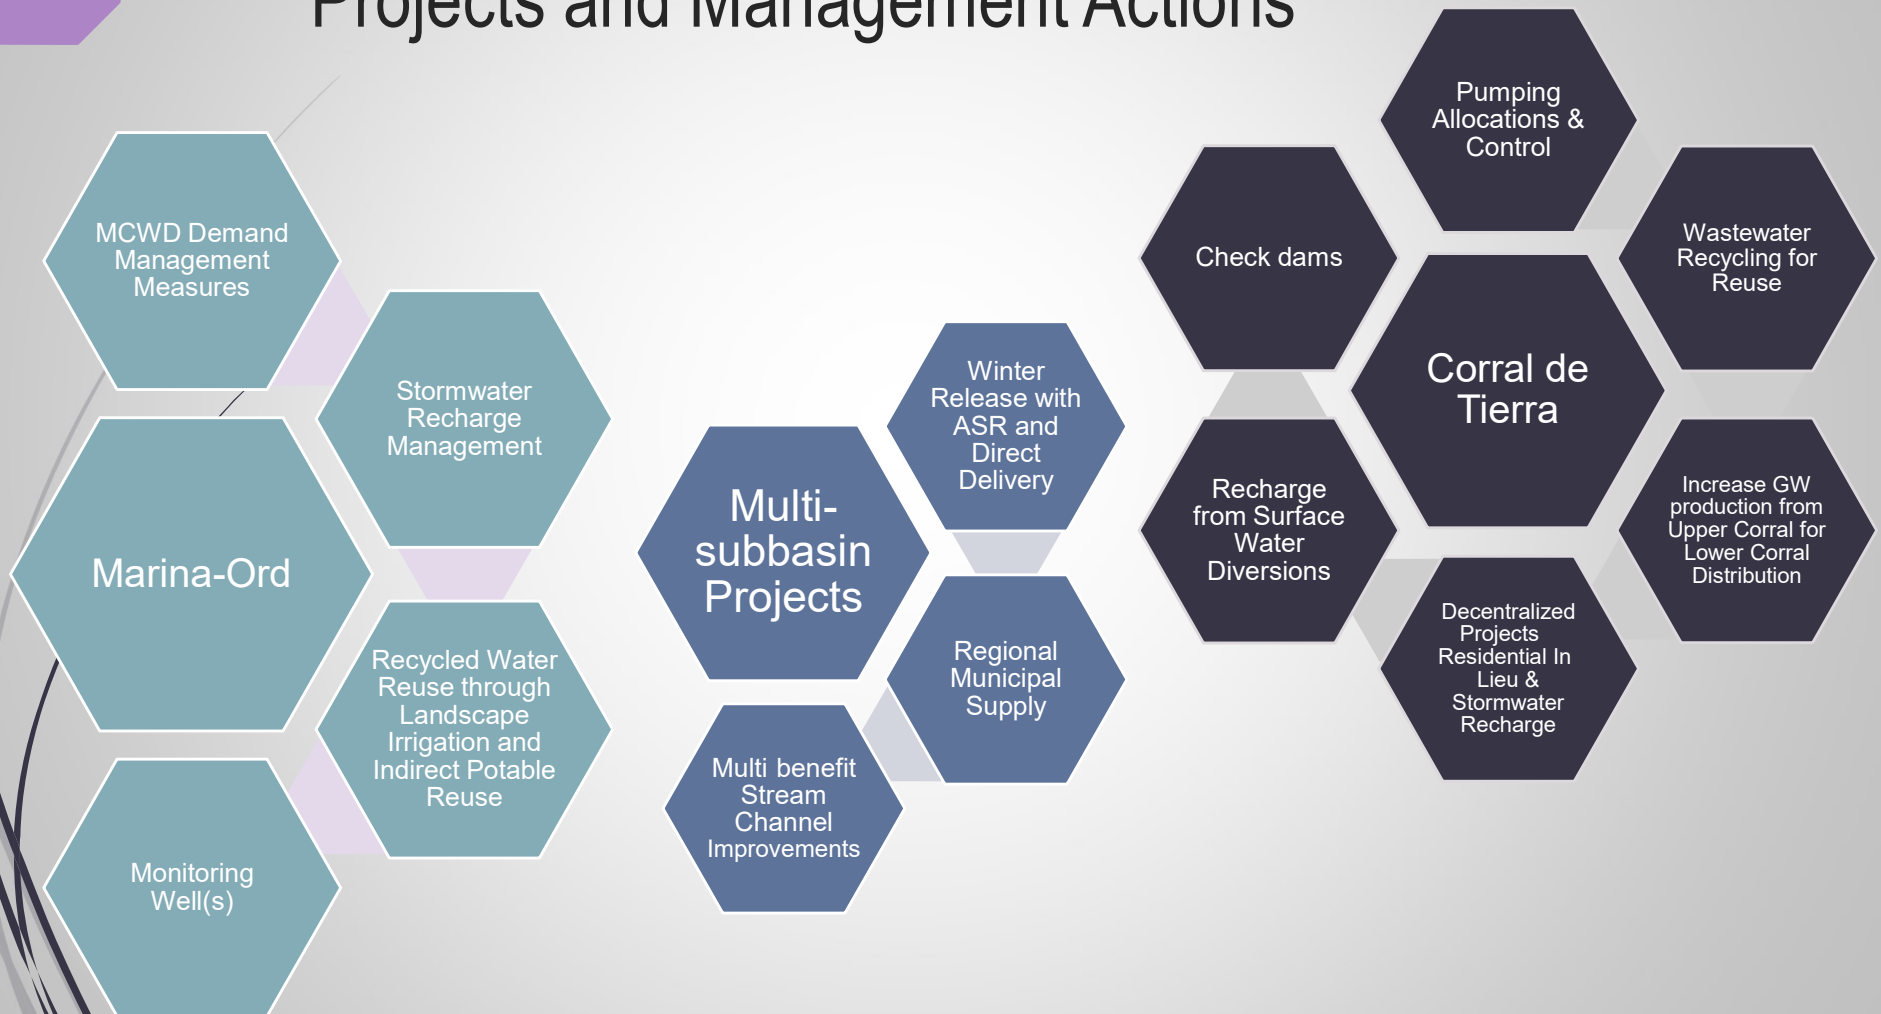 Projects and Management Actions
MCWD Demand
Management
Measures
Stormwater
Recharge
Management
Marina-Ord
Recycled Water
Reuse through
Landscape
Irrigation and
Indirect Potable
Reuse
Monitoring
Well(s)
Multi-
subbasin
Projects
Winter
Release with
ASR and
Direct
Delivery
Regional
Municipal
Supply
Multi benefit
Stream
Channel
Improvements
Corral de
Tierra
Pumping
Allocations &
Control
Wastewater
Recycling for
Reuse
Increase GW
production from
Upper Corral for
Lower Corral
Distribution
Decentralized
Projects
Residential In
Lieu &
Stormwater
Recharge
Recharge
from Surface
Water
Diversions
Check dams